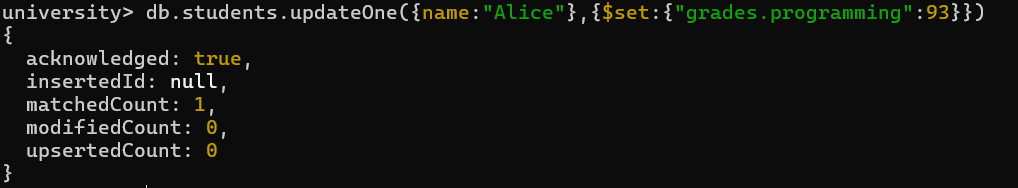 university> db.students.updateOne({name:"Alice"},{$set:{"grades.programming":93}})
{
  acknowledged: true,
  insertedId: null,
  matchedCount: 1,
  modifiedCount: 0,
  upsertedCount: 0
}